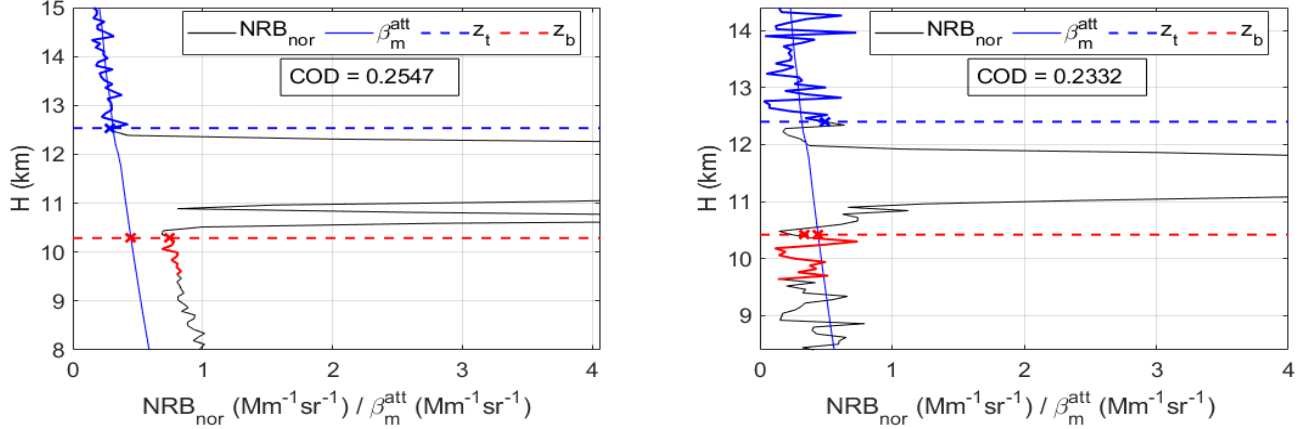 15
14
13
12
11
10
9
8
H (km)
NRB_nor β_m^att z_t z_b
COD = 0.2547
0 1 2 3 4
NRB_nor (Mm^-1sr^-1) / β_m^att (Mm^-1sr^-1)
14
13
12
11
10
9
H (km)
NRB_nor β_m^att z_t z_b
COD = 0.2332
0 1 2 3 4
NRB_nor (Mm^-1sr^-1) / β_m^att (Mm^-1sr^-1)